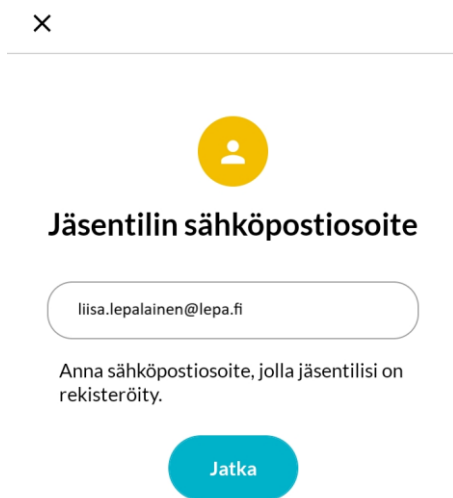 Jäsentilin sähköpostiosoite
liisa.lepalainen@lepa.fi
Anna sähköpostiosoite, jolla jäsentilisi on
rekisteröity.
Jatka